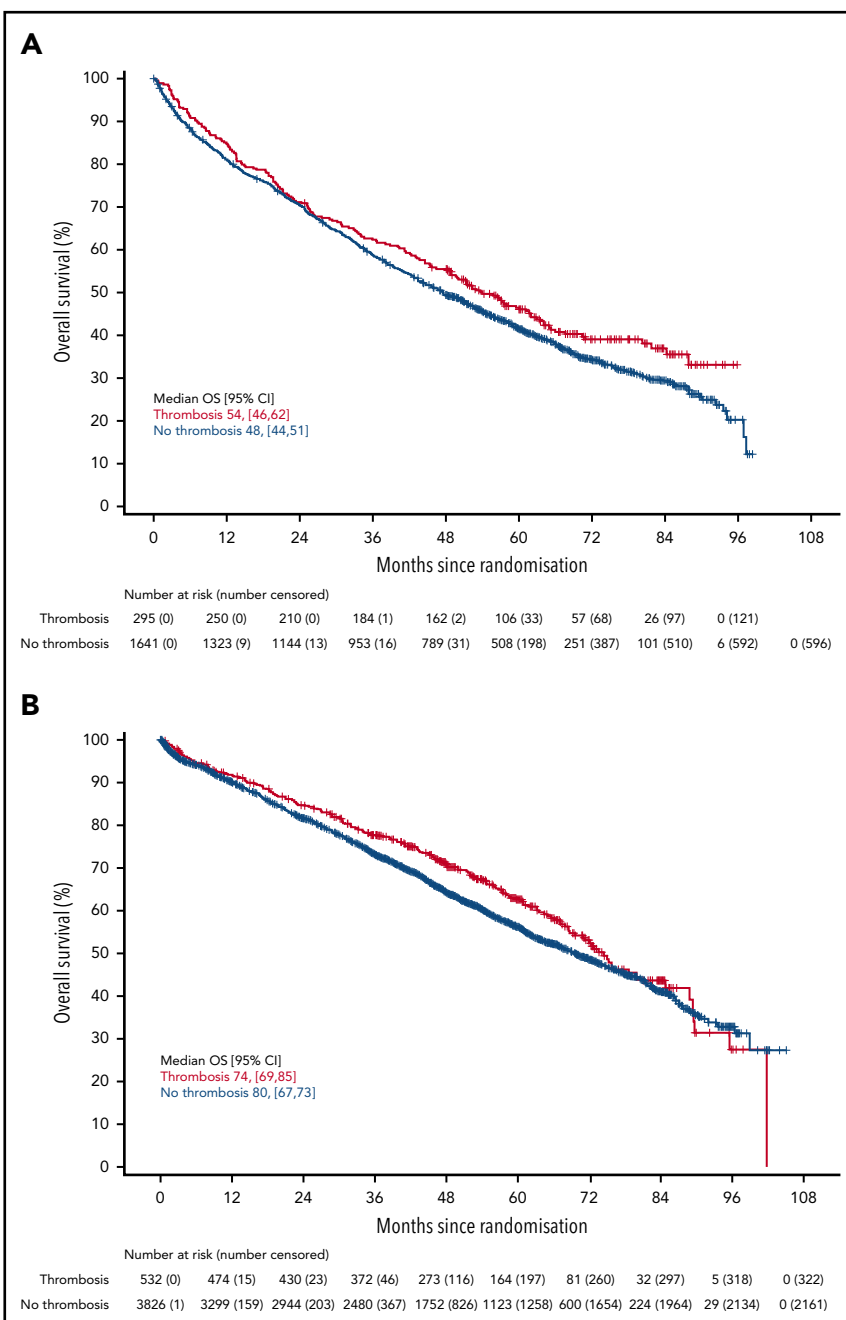 A
100
90
80
70
60
50
40
30
20
10
0
Overall survival (%)
Median OS [95% CI]
Thrombosis 54, [46,62]
No thrombosis 48, [44,51]
0 12 24 36 48 60 72 84 96 108
Months since randomisation
Number at risk (number censored)
Thrombosis 295 (0) 250 (0) 210 (0) 184 (1) 162 (2) 106 (33) 57 (68) 26 (97) 0 (121)
No thrombosis 1641 (0) 1323 (9) 1144 (13) 953 (16) 789 (31) 508 (198) 251 (387) 101 (510) 6 (592) 0 (596)
B
100
90
80
70
60
50
40
30
20
10
0
Overall survival (%)
Median OS [95% CI]
Thrombosis 74, [69,85]
No thrombosis 80, [67,73]
0 12 24 36 48 60 72 84 96 108
Months since randomisation
Number at risk (number censored)
Thrombosis 532 (0) 474 (15) 430 (23) 372 (46) 273 (116) 164 (197) 81 (260) 32 (297) 5 (318) 0 (322)
No thrombosis 3826 (1) 3299 (159) 2944 (203) 2480 (367) 1752 (826) 1123 (1258) 600 (1654) 224 (1964) 29 (2134) 0 (2161)